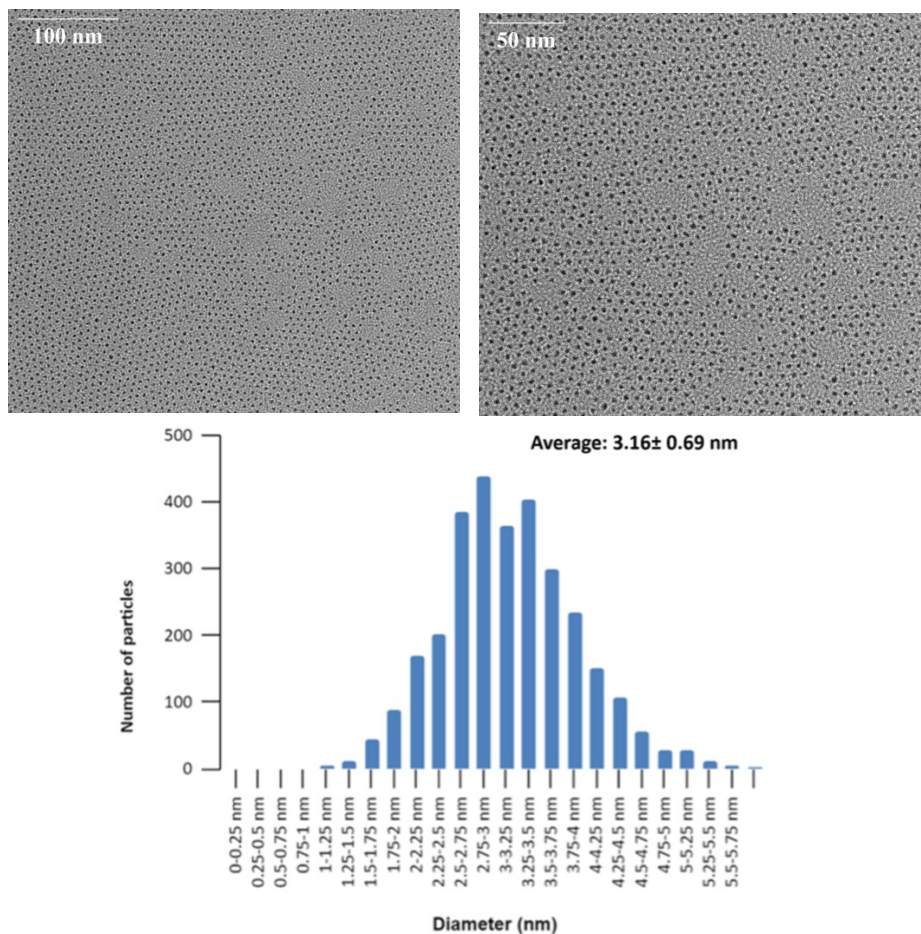 100 nm
50 nm
Average: 3.16± 0.69 nm
Number of particles
500
400
300
200
100
0
0-0.25 nm
0.25-0.5 nm
0.5-0.75 nm
0.75-1 nm
1-1.25 nm
1.25-1.5 nm
1.5-1.75 nm
1.75-2 nm
2-2.25 nm
2.25-2.5 nm
2.5-2.75 nm
2.75-3 nm
3-3.25 nm
3.25-3.5 nm
3.5-3.75 nm
3.75-4 nm
4-4.25 nm
4.25-4.5 nm
4.5-4.75 nm
4.75-5 nm
5-5.25 nm
5.25-5.5 nm
5.5-5.75 nm
Diameter (nm)